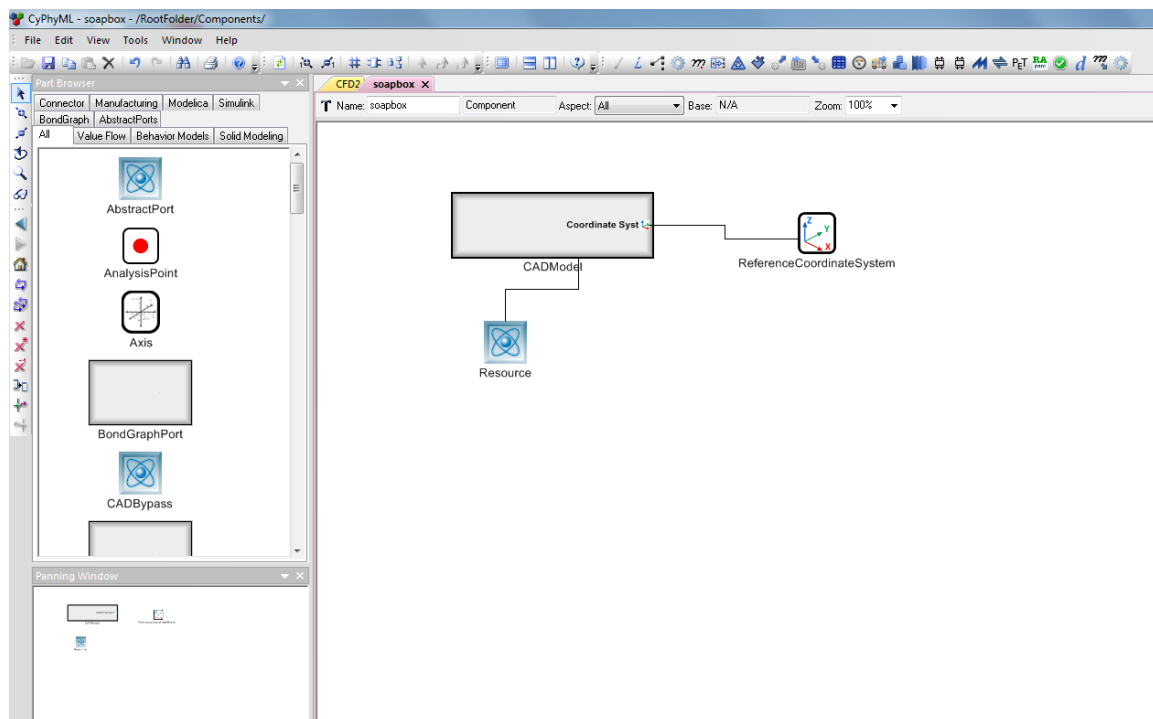 CyPhyML - soapbox - /RootFolder/Components/
File Edit View Tools Window Help
Part Browser
Connector Manufacturing Modelica Simulink
BondGraph AbstractPorts
All Value Flow Behavior Models Solid Modeling
AbstractPort
AnalysisPoint
Axis
BondGraphPort
CADBypass
Panning Window
CFD2 soapbox X
T Name: soapbox Component Aspect: All Base: N/A Zoom: 100%
Coordinate Syst
CADModel
Z
Y
X
ReferenceCoordinateSystem
Resource